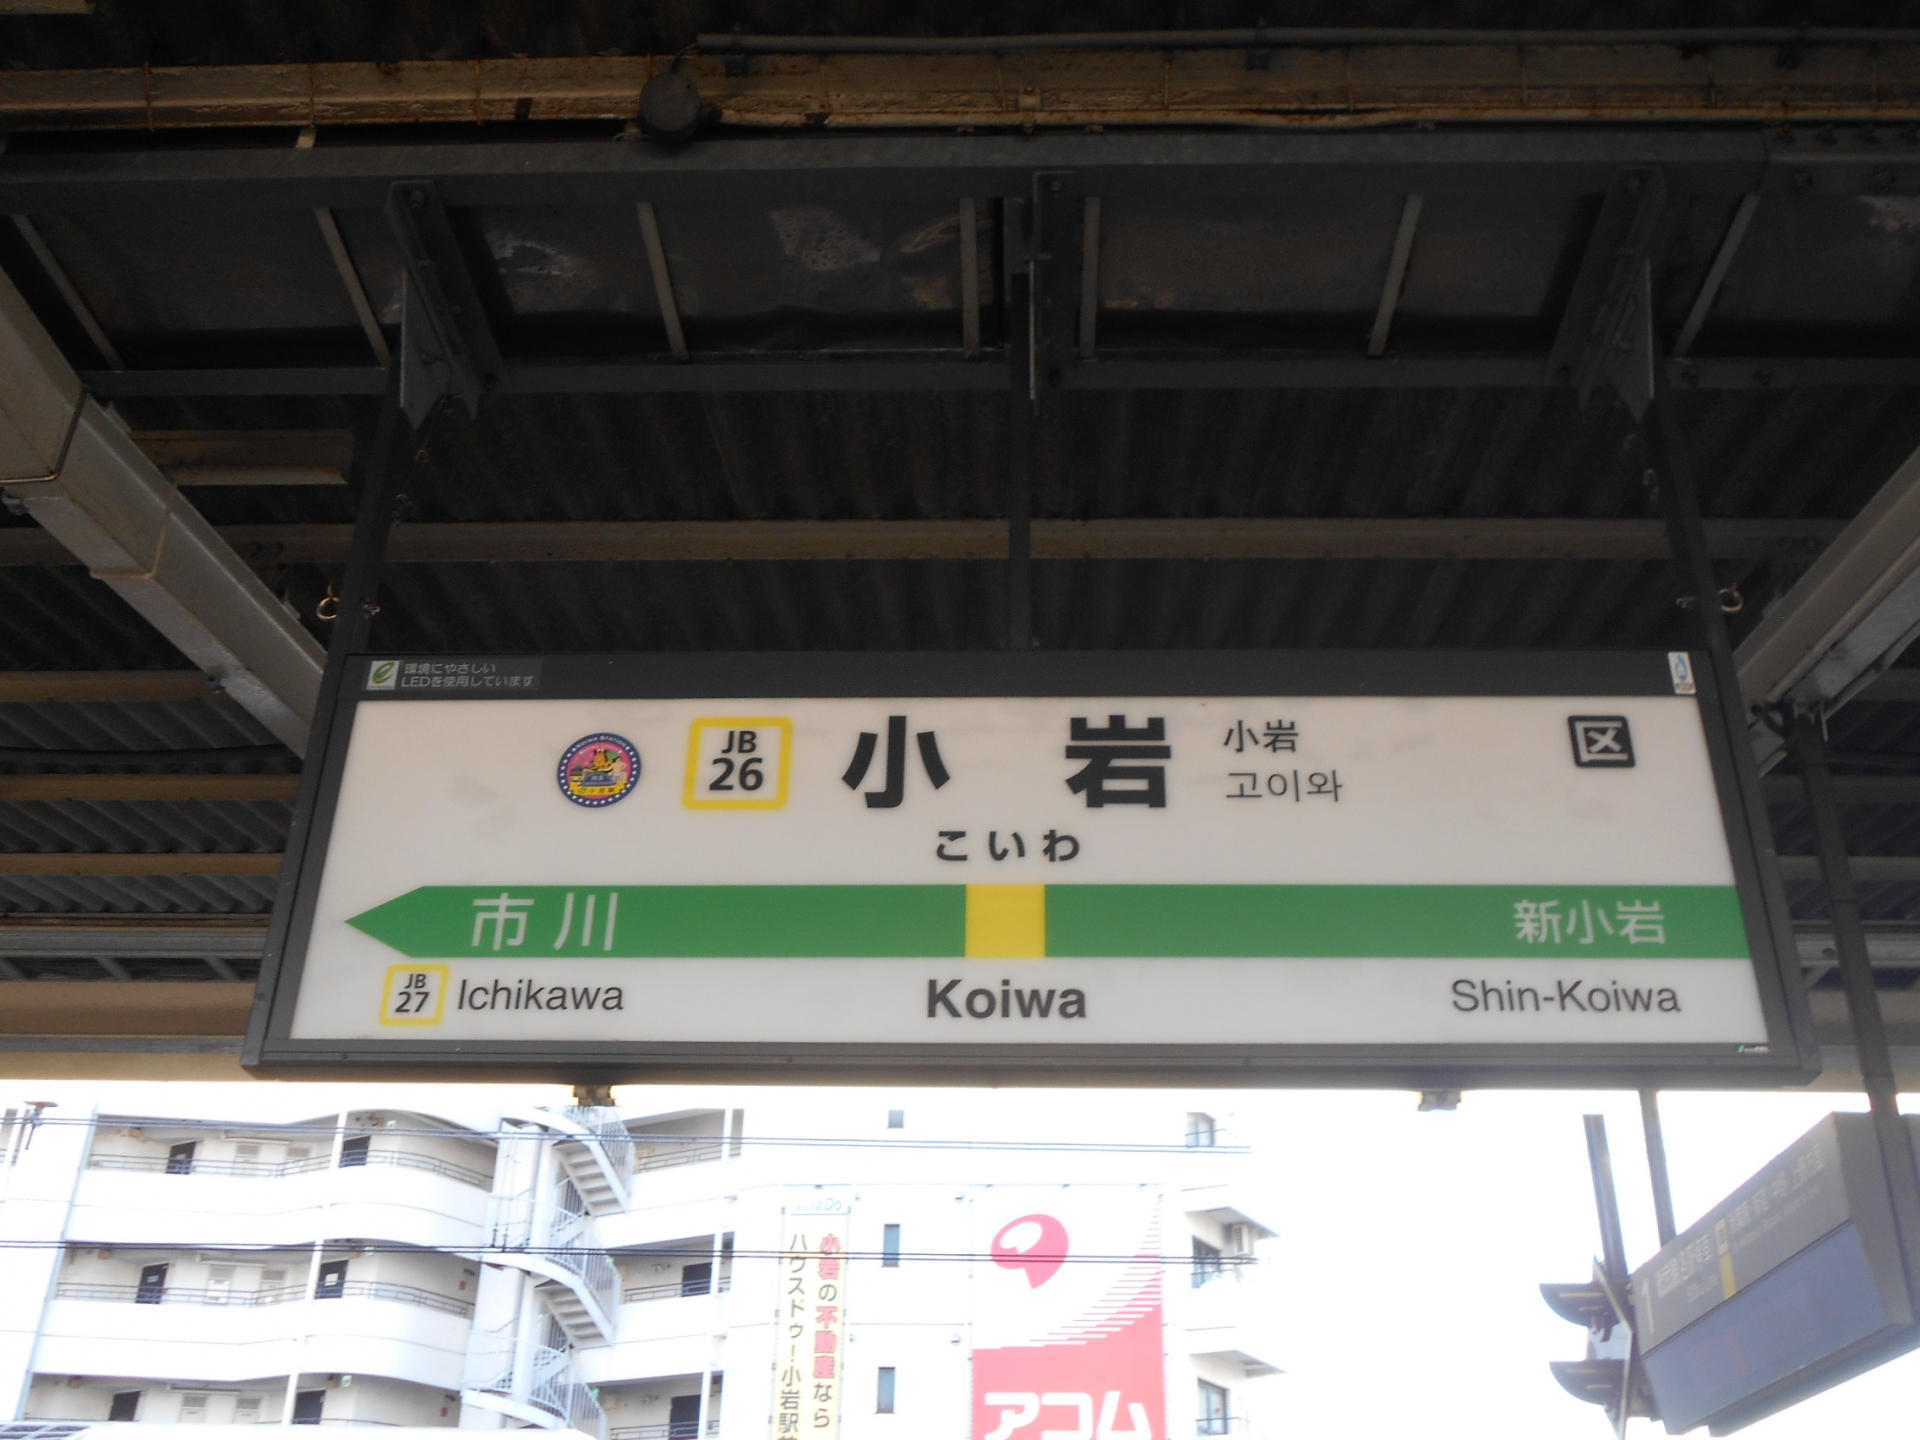 環境にやさしい
LEDを使用しています
JB
26
小岩
小岩
고이와
区
こいわ
市川
新小岩
JB
27
Ichikawa
Koiwa
Shin-Koiwa
小岩の不動産なら
ハウスドゥ！小岩駅
アコム
1